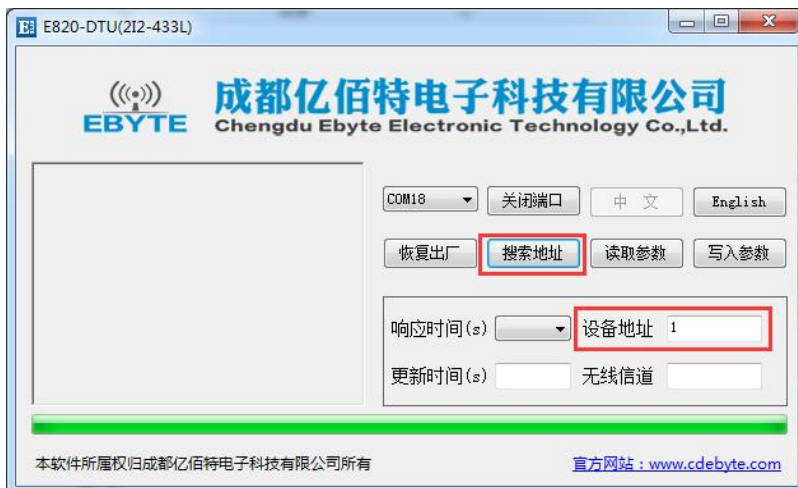 E820-DTU(2I2-433L)
成都亿佰特电子科技有限公司
EBYTE
Chengdu Ebyte Electronic Technology Co.,Ltd.
COM18 关闭端口 中 文 English
恢复出厂 搜索地址 读取参数 写入参数
响应时间(s) 设备地址 1
更新时间(s) 无线信道
本软件所属权归成都亿佰特电子科技有限公司所有 官方网站：www.cdebyte.com